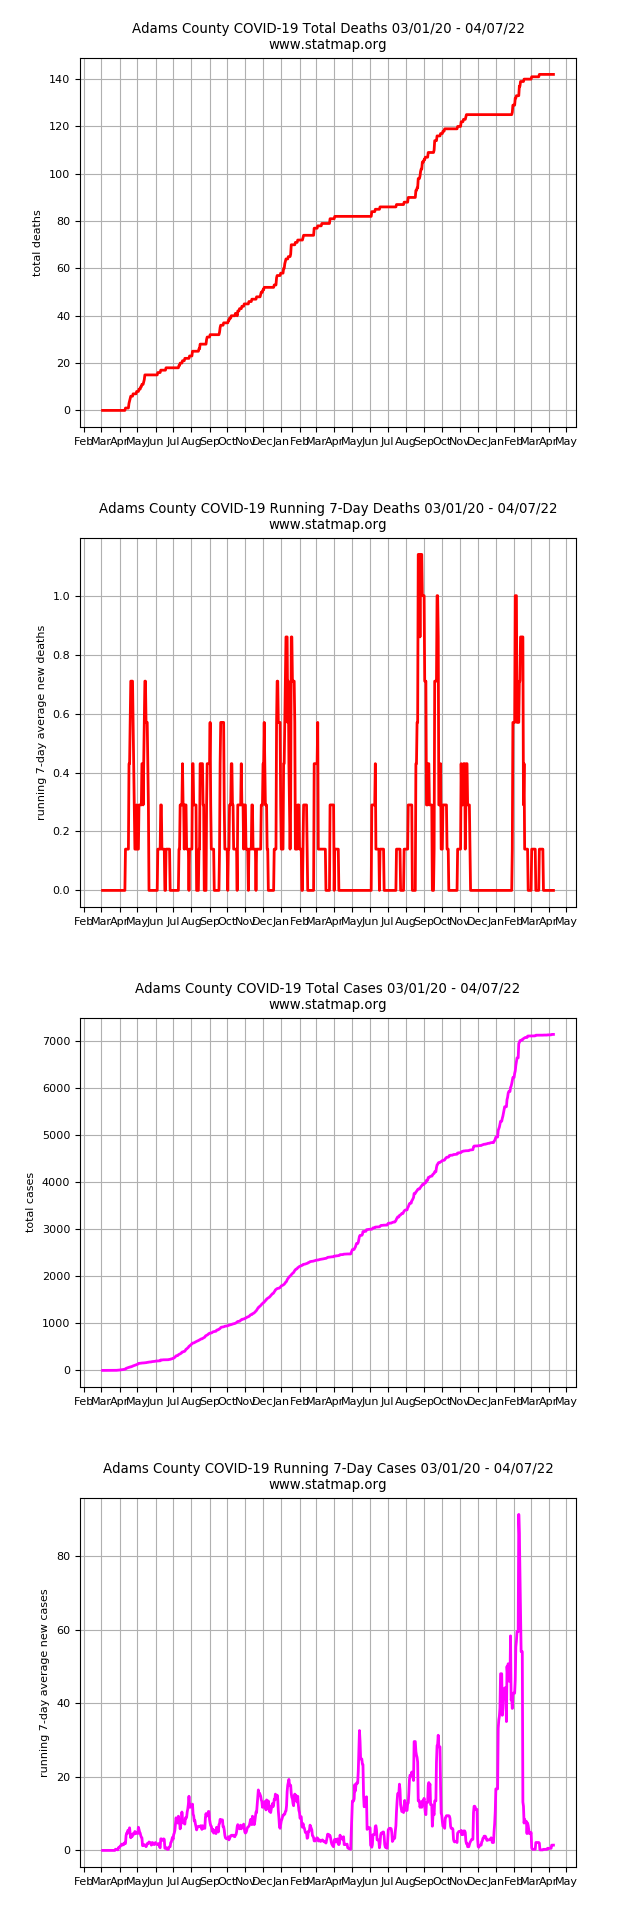 Adams County COVID-19 Total Deaths 03/01/20 - 04/07/22
www.statmap.org
140
120
100
80
60
40
20
0
total deaths
Feb Mar Apr May Jun Jul Aug Sep Oct Nov Dec Jan Feb Mar Apr May Jun Jul Aug Sep Oct Nov Dec Jan Feb Mar Apr May
Adams County COVID-19 Running 7-Day Deaths 03/01/20 - 04/07/22
www.statmap.org
1.0
0.8
0.6
0.4
0.2
0.0
running 7-day average new deaths
Feb Mar Apr May Jun Jul Aug Sep Oct Nov Dec Jan Feb Mar Apr May Jun Jul Aug Sep Oct Nov Dec Jan Feb Mar Apr May
Adams County COVID-19 Total Cases 03/01/20 - 04/07/22
www.statmap.org
7000
6000
5000
4000
3000
2000
1000
0
total cases
Feb Mar Apr May Jun Jul Aug Sep Oct Nov Dec Jan Feb Mar Apr May Jun Jul Aug Sep Oct Nov Dec Jan Feb Mar Apr May
Adams County COVID-19 Running 7-Day Cases 03/01/20 - 04/07/22
www.statmap.org
80
60
40
20
0
running 7-day average new cases
Feb Mar Apr May Jun Jul Aug Sep Oct Nov Dec Jan Feb Mar Apr May Jun Jul Aug Sep Oct Nov Dec Jan Feb Mar Apr May